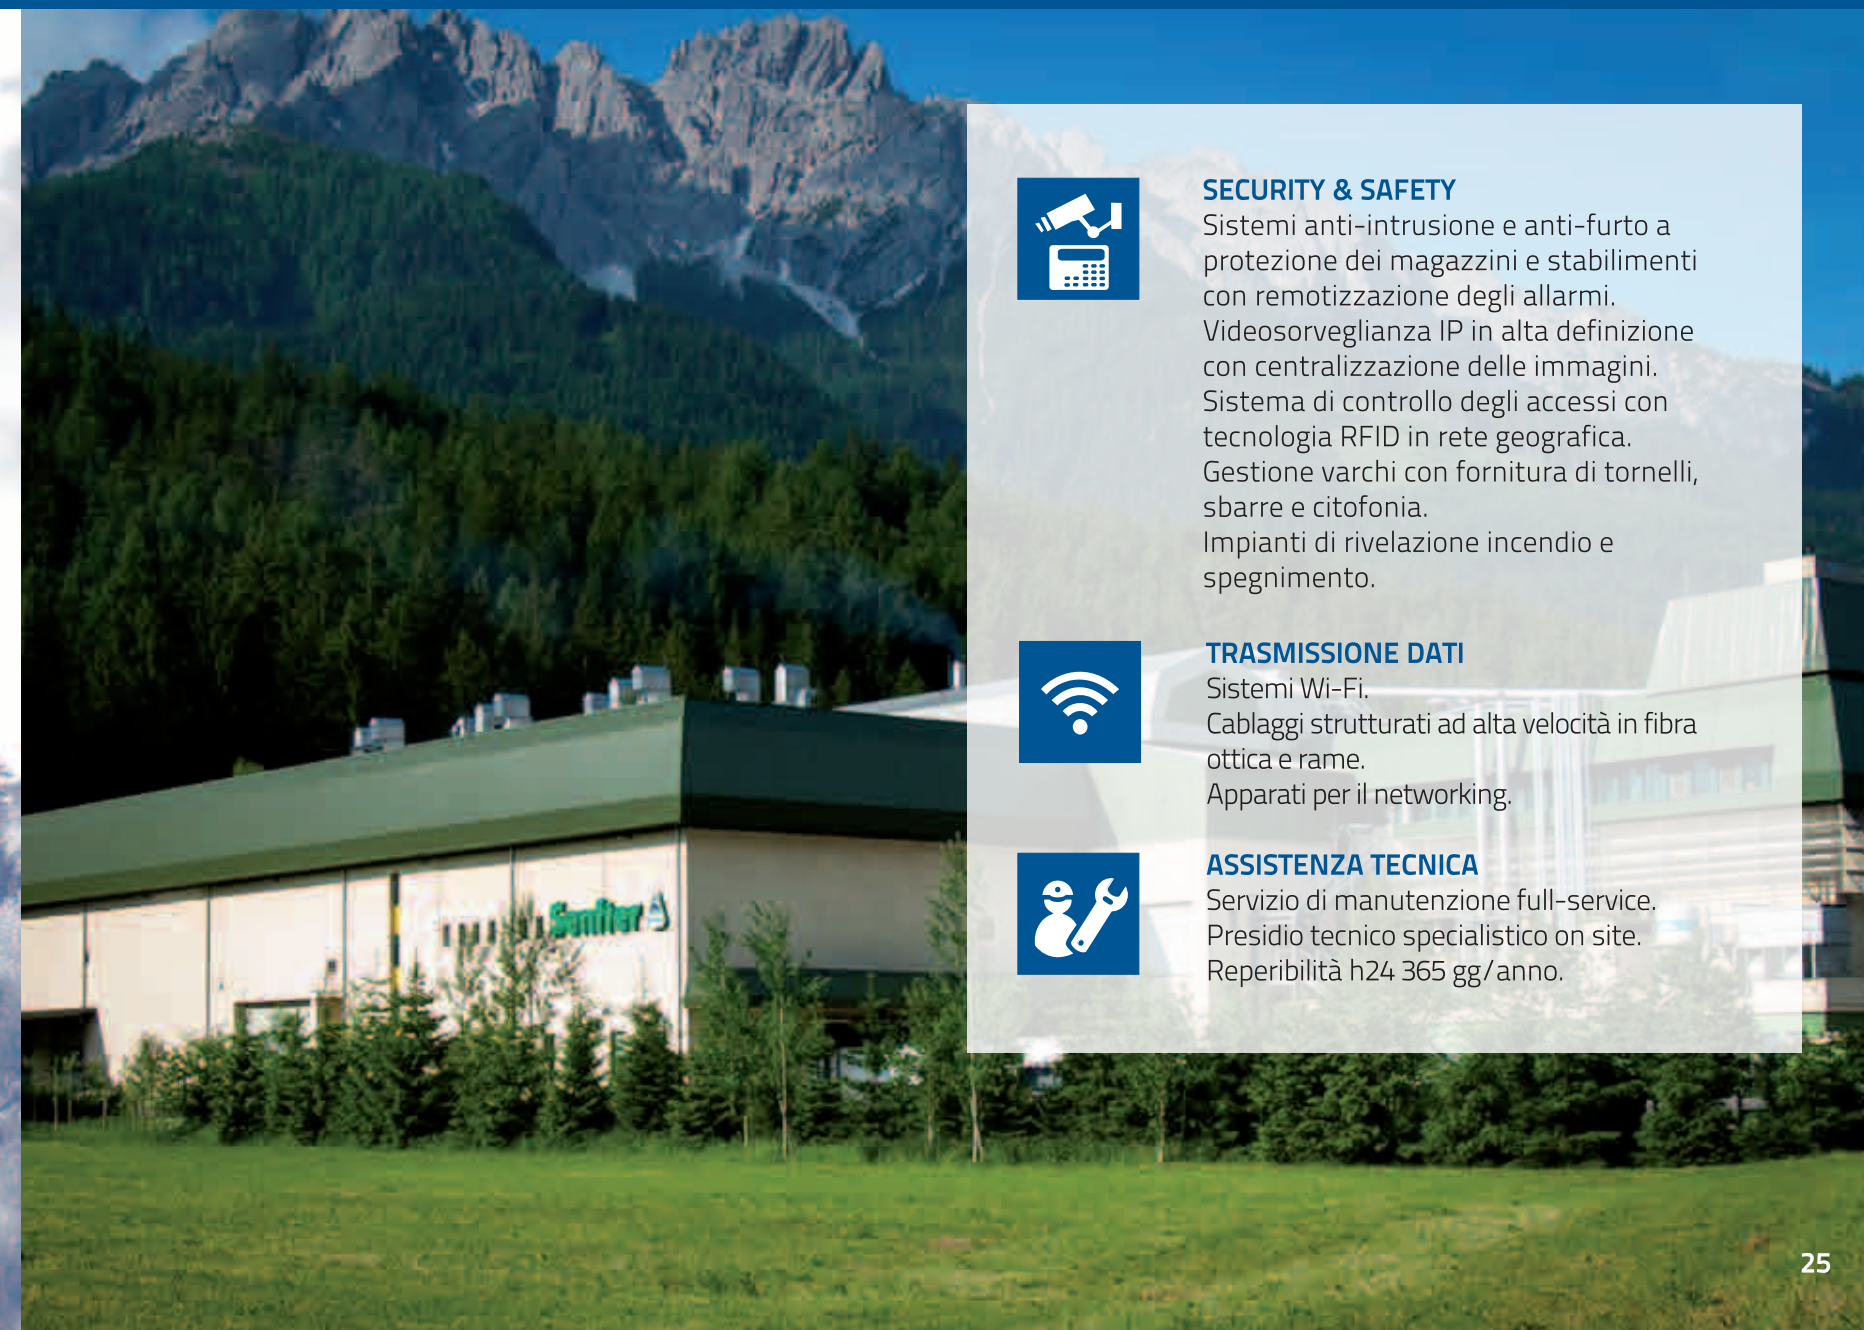 SECURITY & SAFETY
Sistemi anti-intrusione e anti-furto a
protezione dei magazzini e stabilimenti
con remotizzazione degli allarmi.
Videosorveglianza IP in alta definizione
con centralizzazione delle immagini.
Sistema di controllo degli accessi con
tecnologia RFID in rete geografica.
Gestione varchi con fornitura di tornelli,
sbarre e citofonia.
Impianti di rivelazione incendio e
spegnimento.
TRASMISSIONE DATI
Sistemi Wi-Fi.
Cablaggi strutturati ad alta velocità in fibra
ottica e rame.
Apparati per il networking.
ASSISTENZA TECNICA
Servizio di manutenzione full-service.
Presidio tecnico specialistico on site.
Reperibilità h24 365 gg/anno.
25